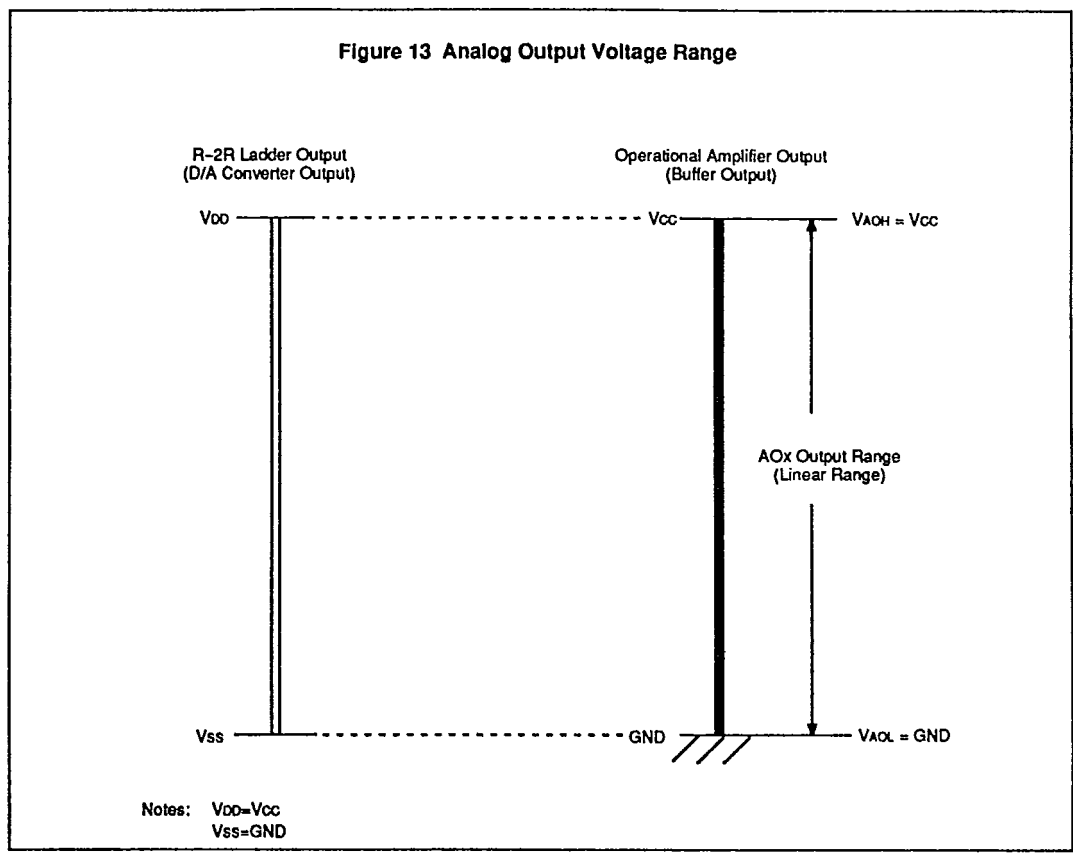 Figure 13 Analog Output Voltage Range
R-2R Ladder Output
(D/A Converter Output)
Operational Amplifier Output
(Buffer Output)
VDD
VCC
VAOH = VCC
AOx Output Range
(Linear Range)
VSS
GND
VAOL = GND
Notes: VDD=VCC
VSS=GND